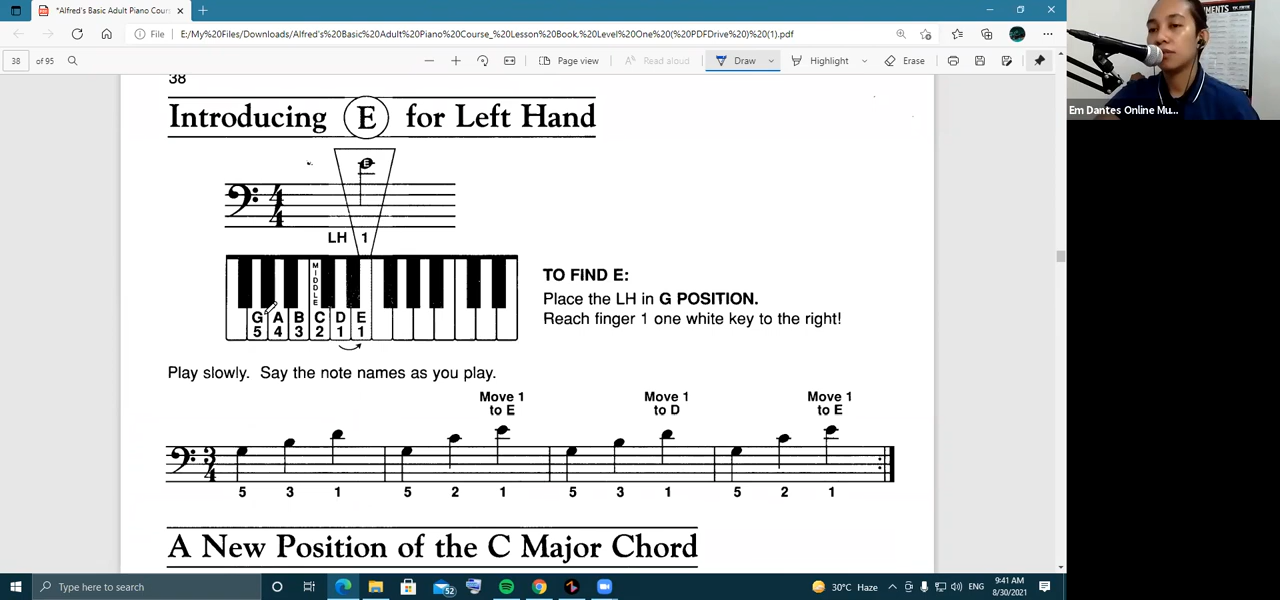 *Alfred's Basic Adult Piano Cours
File
E:/My%20Files/Downloads/Alfred's%20Basic%20Adult%20Piano%20Course_%20Lesson%20Book.%20Level%20One%20(%20PDFDrive%20)%20(1).pdf
38
of 95
Page view
Read aloud
Draw
Highlight
Erase
38
Introducing E for Left Hand
E
4
4
LH 1
MIDDLE
G A B C D E
5 4 3 2 1 1
TO FIND E:
Place the LH in G POSITION.
Reach finger 1 one white key to the right!
Play slowly. Say the note names as you play.
Move 1 Move 1 Move 1
to E to D to E
3
4
5 3 1 5 2 1 5 3 1 5 2 1
A New Position of the C Major Chord
Em Dantes Online Mu...
Type here to search
52
30°C Haze
ENG
9:41 AM
8/30/2021